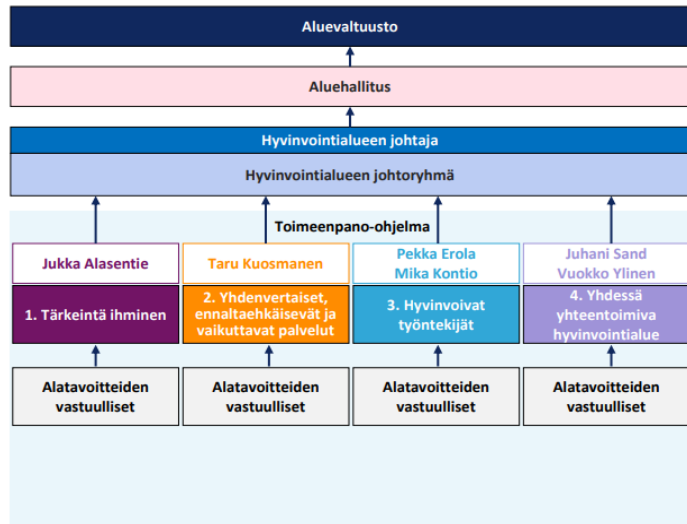 Aluevaltuusto
Aluehallitus
Hyvinvointialueen johtaja
Hyvinvointialueen johtoryhmä
Toimeenpano-ohjelma
Jukka Alasentie
Taru Kuosmanen
Pekka Erola
Mika Kontio
Juhani Sand
Vuokko Ylinen
1. Tärkeintä ihminen
2. Yhdenvertaiset,
ennaltaehkäisevät ja
vaikuttavat palvelut
3. Hyvinvoivat
työntekijät
4. Yhdessä
yhteentoimiva
hyvinvointialue
Alatavoitteiden
vastuulliset
Alatavoitteiden
vastuulliset
Alatavoitteiden
vastuulliset
Alatavoitteiden
vastuulliset